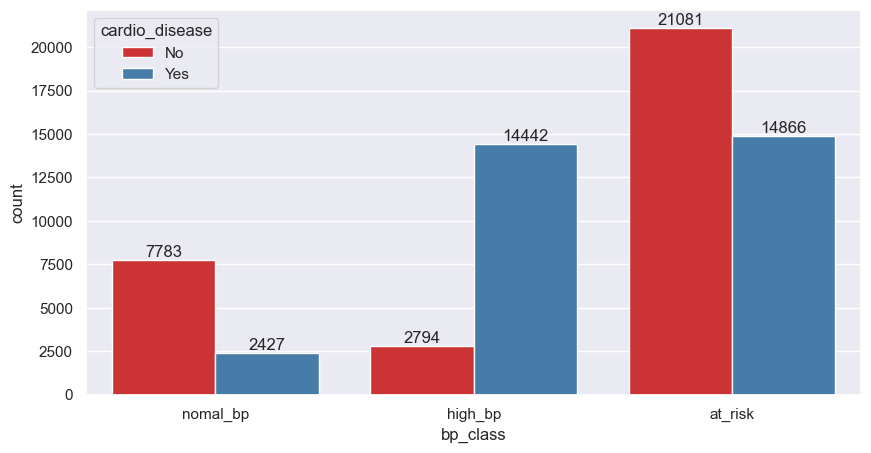 cardio_disease
No
Yes
count
20000
17500
15000
12500
10000
7500
5000
2500
0
7783
2427
2794
14442
21081
14866
nomal_bp
high_bp
at_risk
bp_class